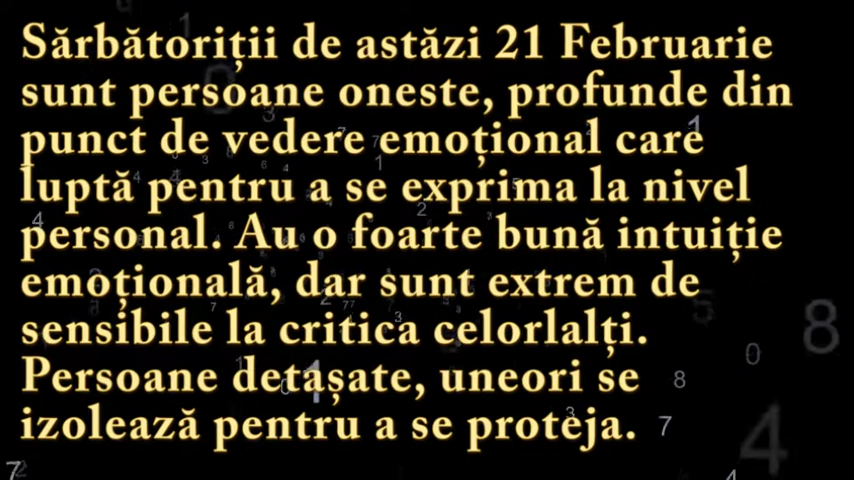 Sărbătoriții de astăzi 21 Februarie
sunt persoane oneste, profunde din
punct de vedere emoțional care
luptă pentru a se exprima la nivel
personal. Au o foarte bună intuiție
emoțională, dar sunt extrem de
sensibile la critica celorlalți.
Persoane detașate, uneori se
izolează pentru a se proteja.